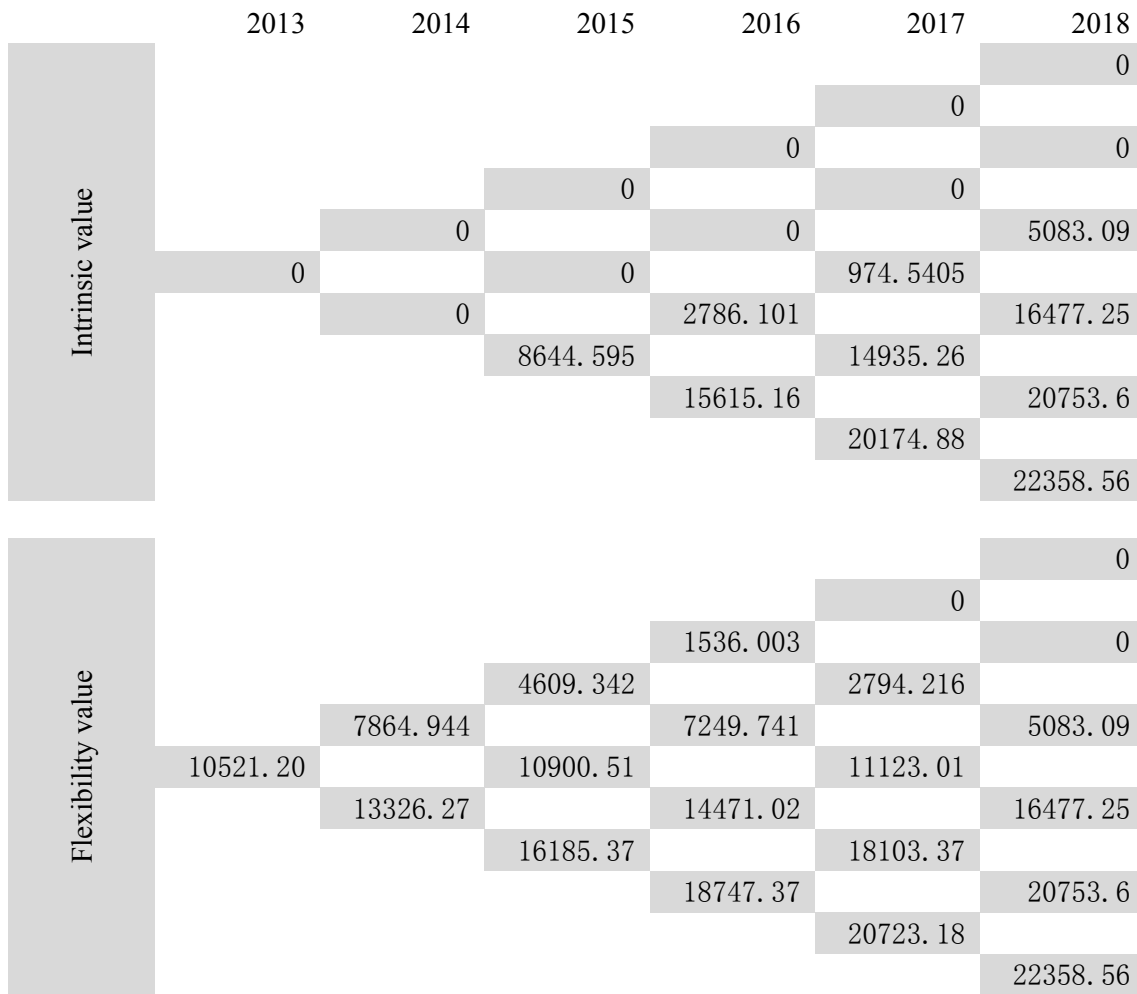 2013 2014 2015 2016 2017 2018
Intrinsic value
0
0
0 0
0 0
0 0 5083.09
0 0 974.5405
0 2786.101 16477.25
8644.595 14935.26
15615.16 20753.6
20174.88
22358.56
Flexibility value
0
0
1536.003 0
4609.342 2794.216
7864.944 7249.741 5083.09
10521.20 10900.51 11123.01
13326.27 14471.02 16477.25
16185.37 18103.37
18747.37 20753.6
20723.18
22358.56